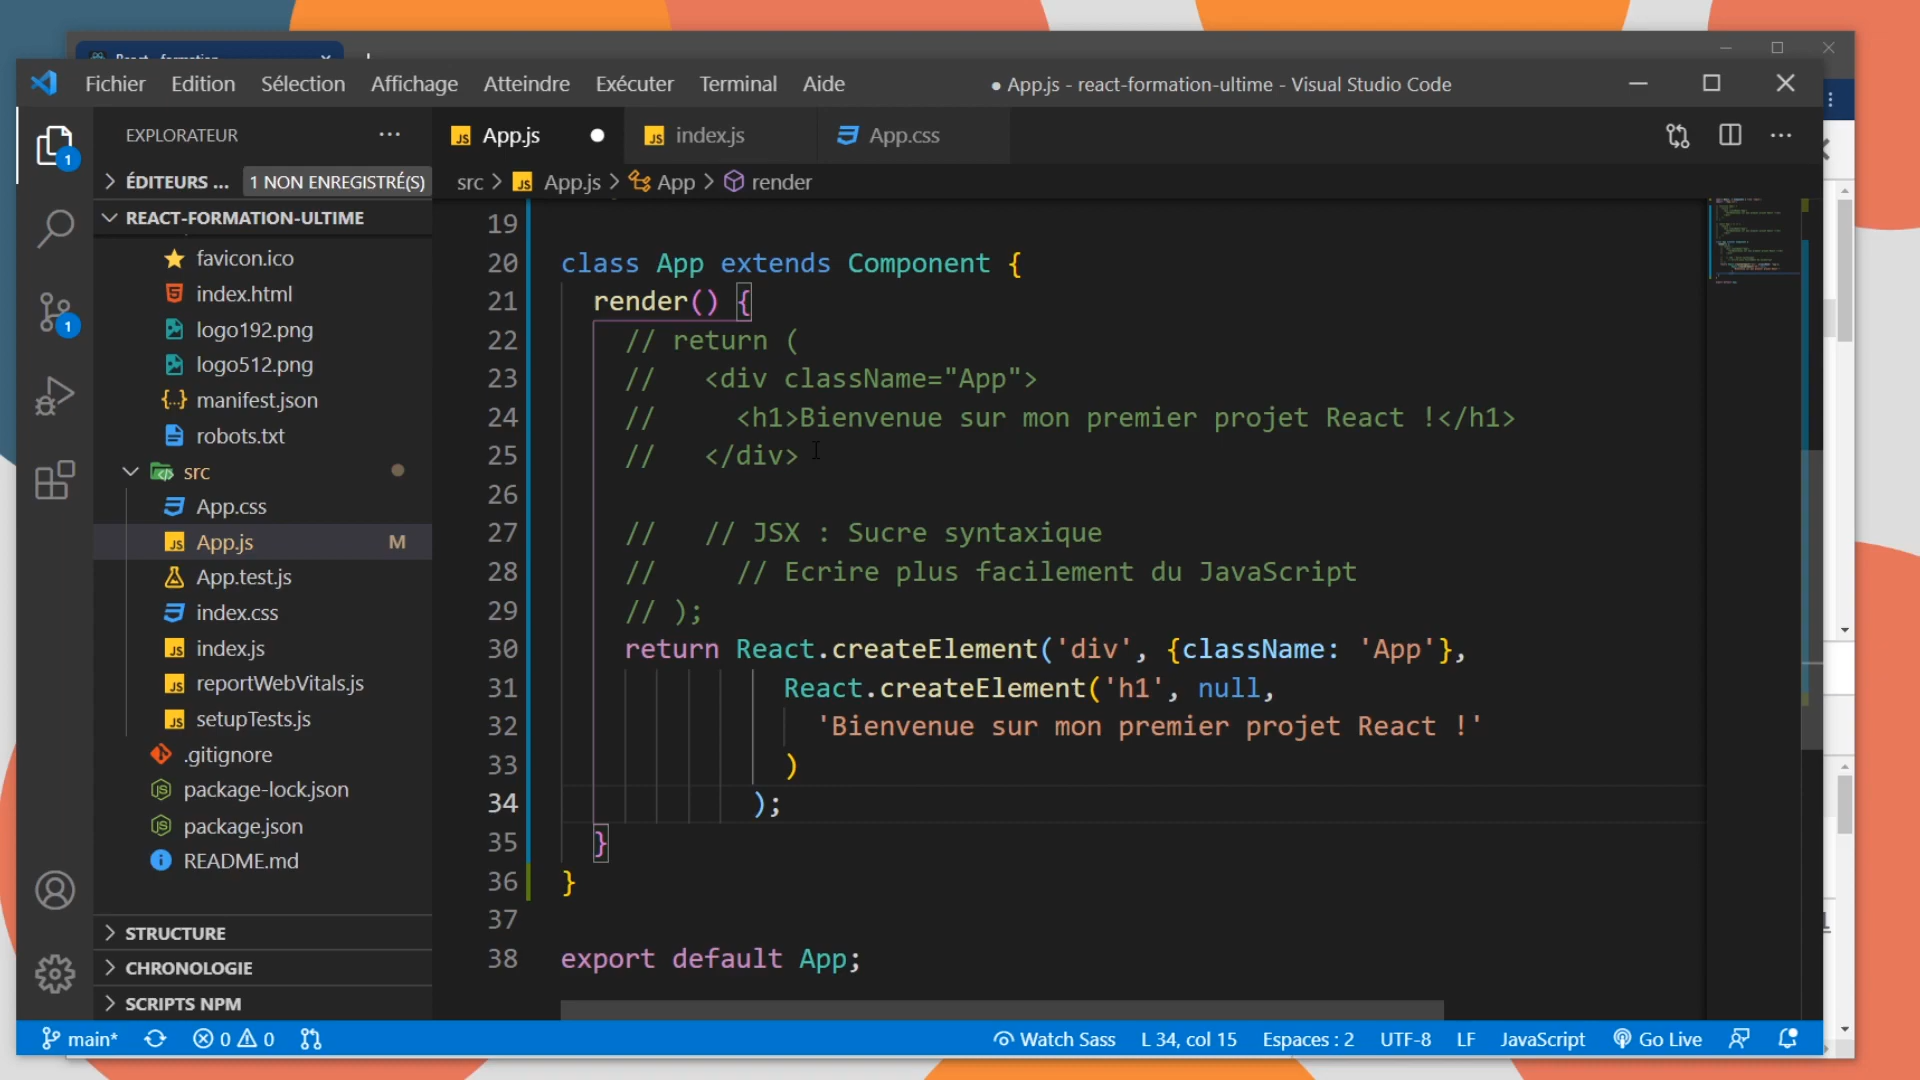 Fichier Edition Sélection Affichage Atteindre Exécuter Terminal Aide ● App.js - react-formation-ultime - Visual Studio Code
EXPLORATEUR ···
ÉDITEURS ... 1 NON ENREGISTRÉ(S)
REACT-FORMATION-ULTIME
favicon.ico
index.html
logo192.png
logo512.png
manifest.json
robots.txt
src
App.css
App.js M
App.test.js
index.css
index.js
reportWebVitals.js
setupTests.js
.gitignore
package-lock.json
package.json
README.md
STRUCTURE
CHRONOLOGIE
SCRIPTS NPM
1
1
App.js index.js App.css
src > App.js > App > render
19
20 class App extends Component {
21 render() {
22 // return (
23 // <div className="App">
24 // <h1>Bienvenue sur mon premier projet React !</h1>
25 // </div>
26
27 // // JSX : Sucre syntaxique
28 // // Ecrire plus facilement du JavaScript
29 // );
30 return React.createElement('div', {className: 'App'},
31 React.createElement('h1', null,
32 'Bienvenue sur mon premier projet React !'
33 )
34 );
35 }
36 }
37
38 export default App;
main* 0 0 Watch Sass L 34, col 15 Espaces : 2 UTF-8 LF JavaScript Go Live